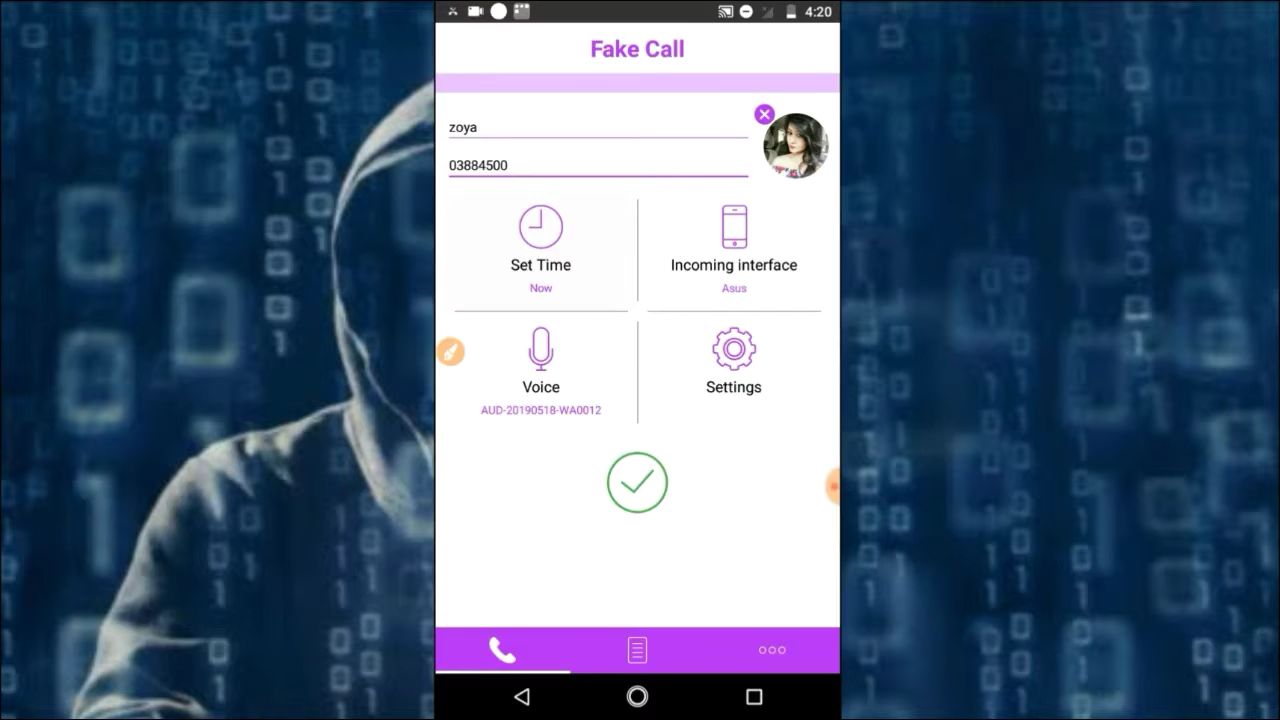 4:20
Fake Call
zoya
03884500
Set Time
Now
Incoming interface
Asus
Voice
AUD-20190518-WA0012
Settings